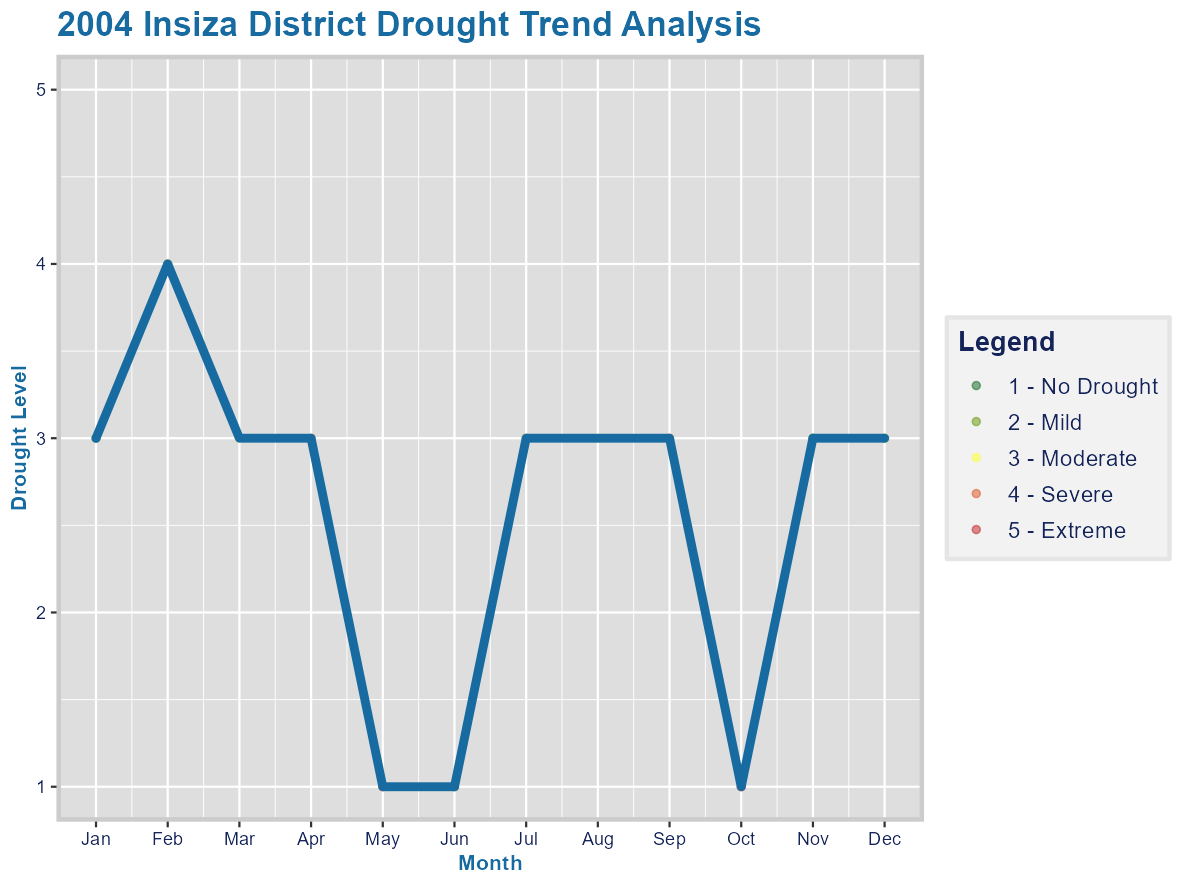 2004 Insiza District Drought Trend Analysis
Drought Level
5
4
3
2
1
Jan Feb Mar Apr May Jun Jul Aug Sep Oct Nov Dec
Month
Legend
1 - No Drought
2 - Mild
3 - Moderate
4 - Severe
5 - Extreme